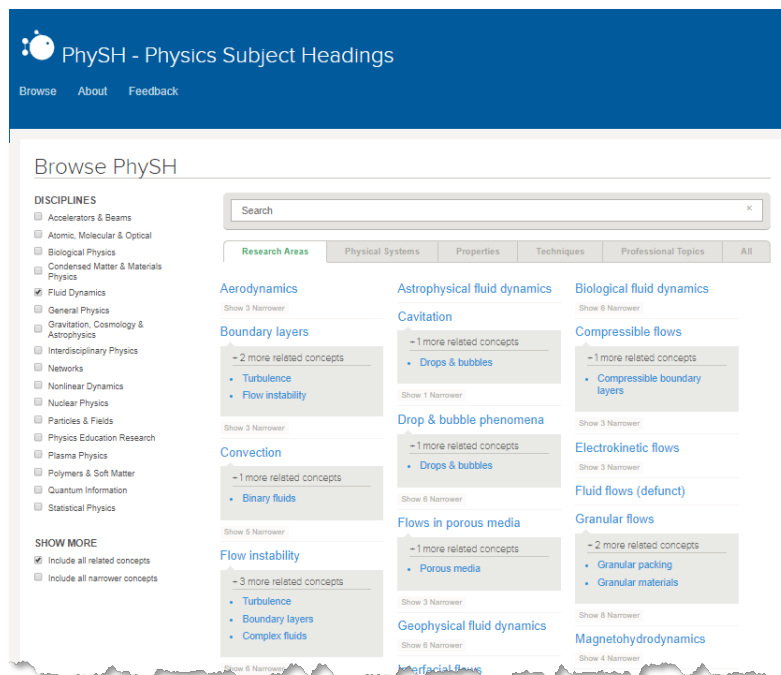 PhySH - Physics Subject Headings
Browse About Feedback
Browse PhySH
DISCIPLINES
Accelerators & Beams
Atomic, Molecular & Optical
Biological Physics
Condensed Matter & Materials
Physics
Fluid Dynamics
General Physics
Gravitation, Cosmology &
Astrophysics
Interdisciplinary Physics
Networks
Nonlinear Dynamics
Nuclear Physics
Particles & Fields
Physics Education Research
Plasma Physics
Polymers & Soft Matter
Quantum Information
Statistical Physics
SHOW MORE
Include all related concepts
Include all narrower concepts
Search ×
Research Areas Physical Systems Properties Techniques Professional Topics All
Aerodynamics
Show 3 Narrower
Boundary layers
- 2 more related concepts
• Turbulence
• Flow instability
Show 3 Narrower
Convection
- 1 more related concepts
• Binary fluids
Show 5 Narrower
Flow instability
- 3 more related concepts
• Turbulence
• Boundary layers
• Complex fluids
Show 6 Narrower
Astrophysical fluid dynamics
Cavitation
- 1 more related concepts
• Drops & bubbles
Show 1 Narrower
Drop & bubble phenomena
- 1 more related concepts
• Drops & bubbles
Show 6 Narrower
Flows in porous media
- 1 more related concepts
• Porous media
Show 3 Narrower
Geophysical fluid dynamics
Show 6 Narrower
Interfacial flows
Biological fluid dynamics
Show 6 Narrower
Compressible flows
- 1 more related concepts
• Compressible boundary
layers
Show 3 Narrower
Electrokinetic flows
Show 3 Narrower
Fluid flows (defunct)
Granular flows
- 2 more related concepts
• Granular packing
• Granular materials
Show 8 Narrower
Magnetohydrodynamics
Show 4 Narrower